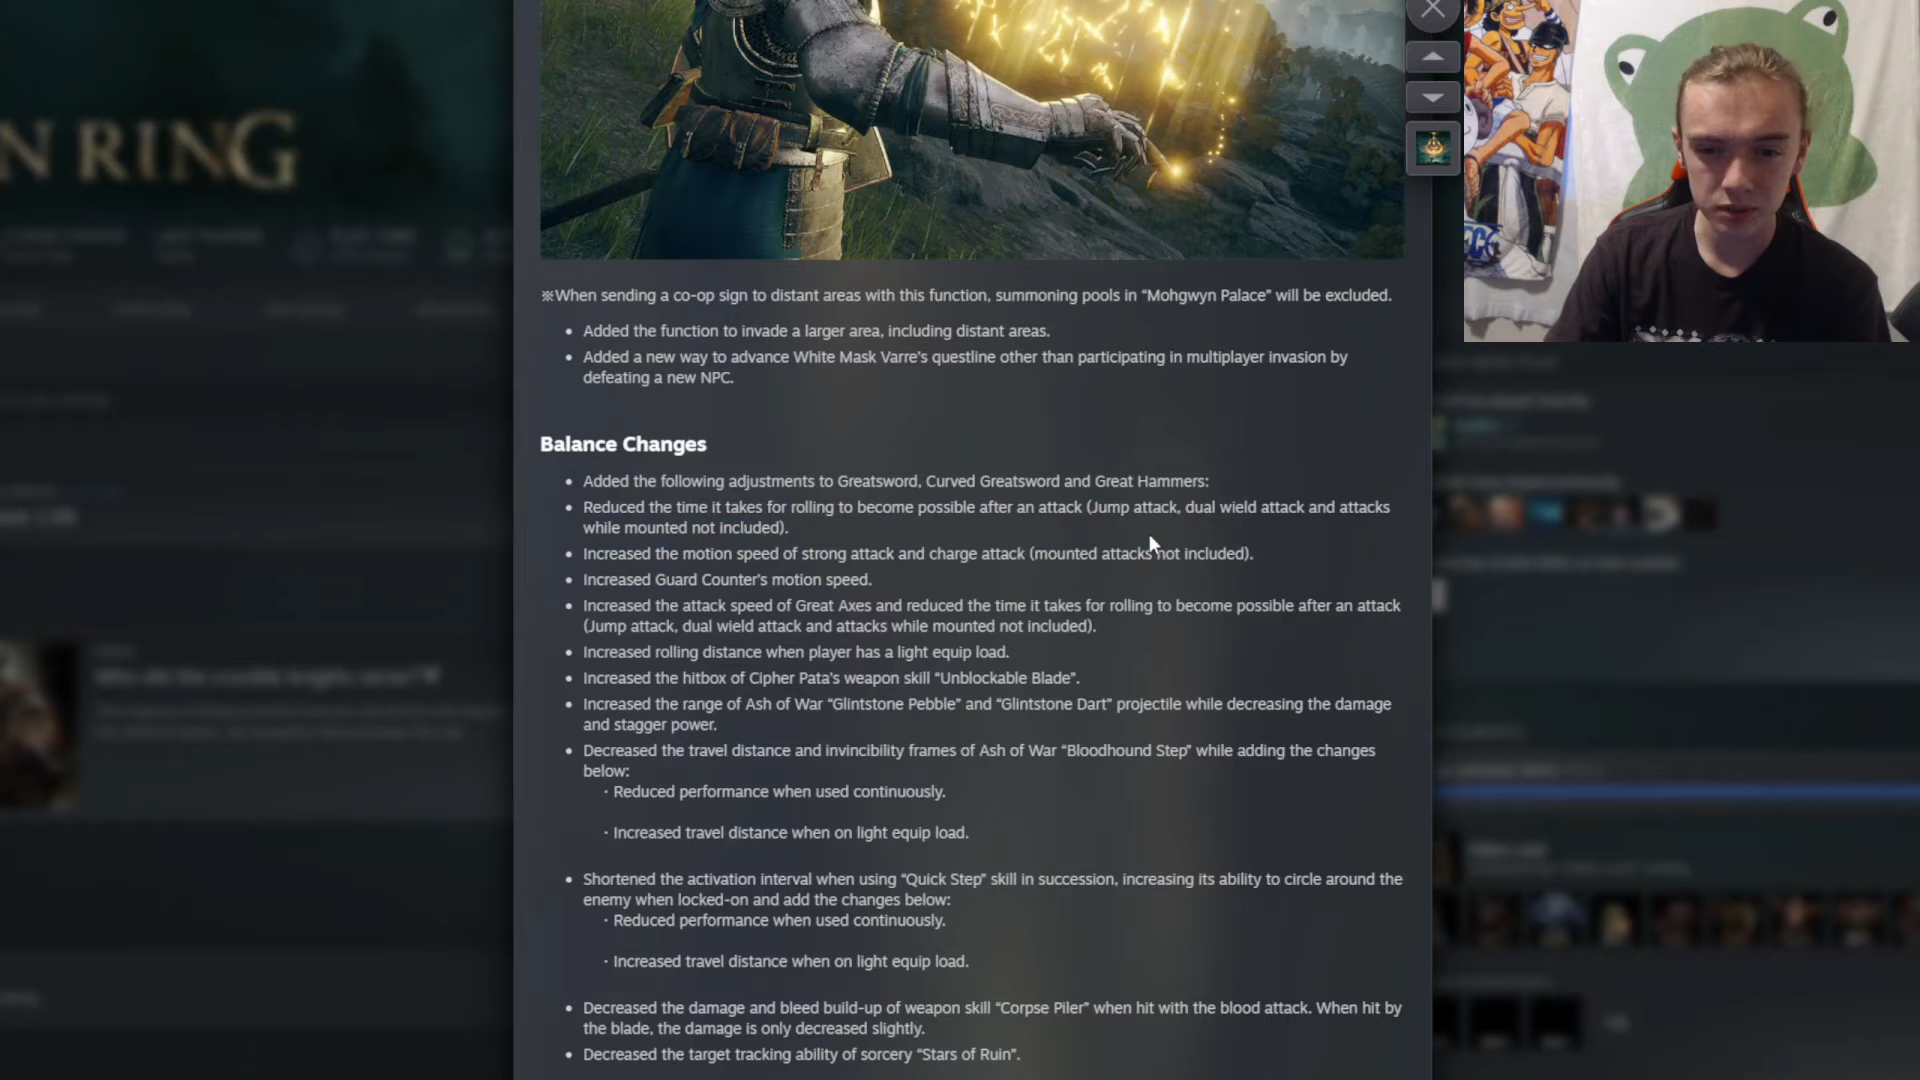 N RING
※When sending a co-op sign to distant areas with this function, summoning pools in “Mohgwyn Palace” will be excluded.
• Added the function to invade a larger area, including distant areas.
• Added a new way to advance White Mask Varre's questline other than participating in multiplayer invasion by
defeating a new NPC.
Balance Changes
• Added the following adjustments to Greatsword, Curved Greatsword and Great Hammers:
• Reduced the time it takes for rolling to become possible after an attack (Jump attack, dual wield attack and attacks
while mounted not included).
• Increased the motion speed of strong attack and charge attack (mounted attacks not included).
• Increased Guard Counter's motion speed.
• Increased the attack speed of Great Axes and reduced the time it takes for rolling to become possible after an attack
(Jump attack, dual wield attack and attacks while mounted not included).
• Increased rolling distance when player has a light equip load.
• Increased the hitbox of Cipher Pata's weapon skill “Unblockable Blade”.
• Increased the range of Ash of War “Glintstone Pebble” and “Glintstone Dart” projectile while decreasing the damage
and stagger power.
• Decreased the travel distance and invincibility frames of Ash of War “Bloodhound Step” while adding the changes
below:
· Reduced performance when used continuously.
· Increased travel distance when on light equip load.
• Shortened the activation interval when using “Quick Step” skill in succession, increasing its ability to circle around the
enemy when locked-on and add the changes below:
· Reduced performance when used continuously.
· Increased travel distance when on light equip load.
• Decreased the damage and bleed build-up of weapon skill “Corpse Piler” when hit with the blood attack. When hit by
the blade, the damage is only decreased slightly.
• Decreased the target tracking ability of sorcery “Stars of Ruin”.